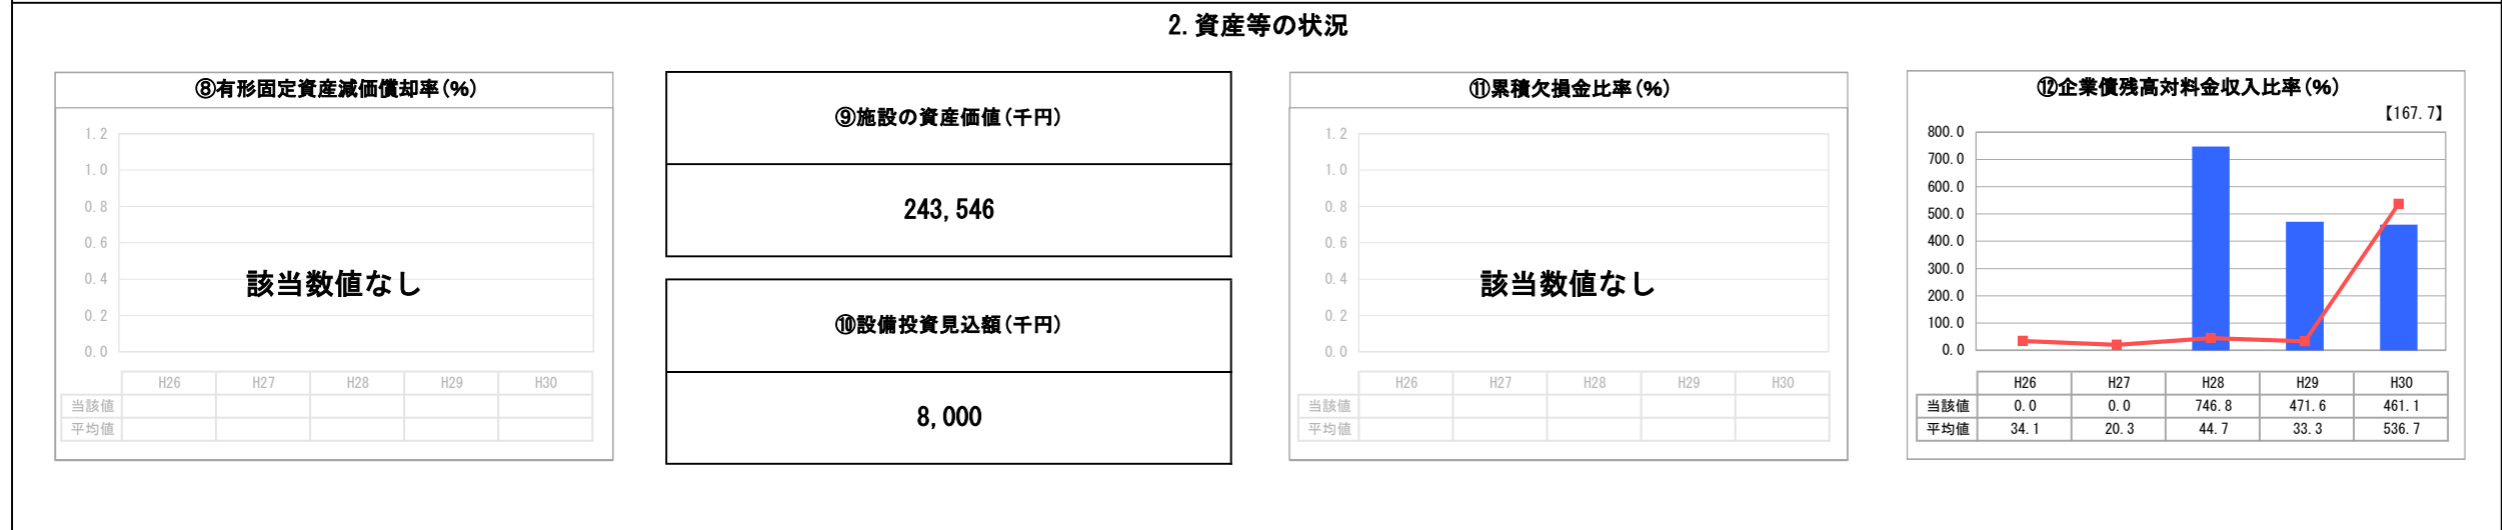 2.資産等の状況
⑧有形固定資産減価償却率(%)
1.2
1.0
0.8
0.6
0.4
0.2
0.0
該当数値なし
H26 H27 H28 H29 H30
当該値
平均値
⑨施設の資産価値(千円)
243,546
⑩設備投資見込額(千円)
8,000
⑪累積欠損金比率(%)
1.2
1.0
0.8
0.6
0.4
0.2
0.0
該当数値なし
H26 H27 H28 H29 H30
当該値
平均値
⑫企業債残高対料金収入比率(%)
【167.7】
800.0
700.0
600.0
500.0
400.0
300.0
200.0
100.0
0.0
H26 H27 H28 H29 H30
当該値 0.0 0.0 746.8 471.6 461.1
平均値 34.1 20.3 44.7 33.3 536.7